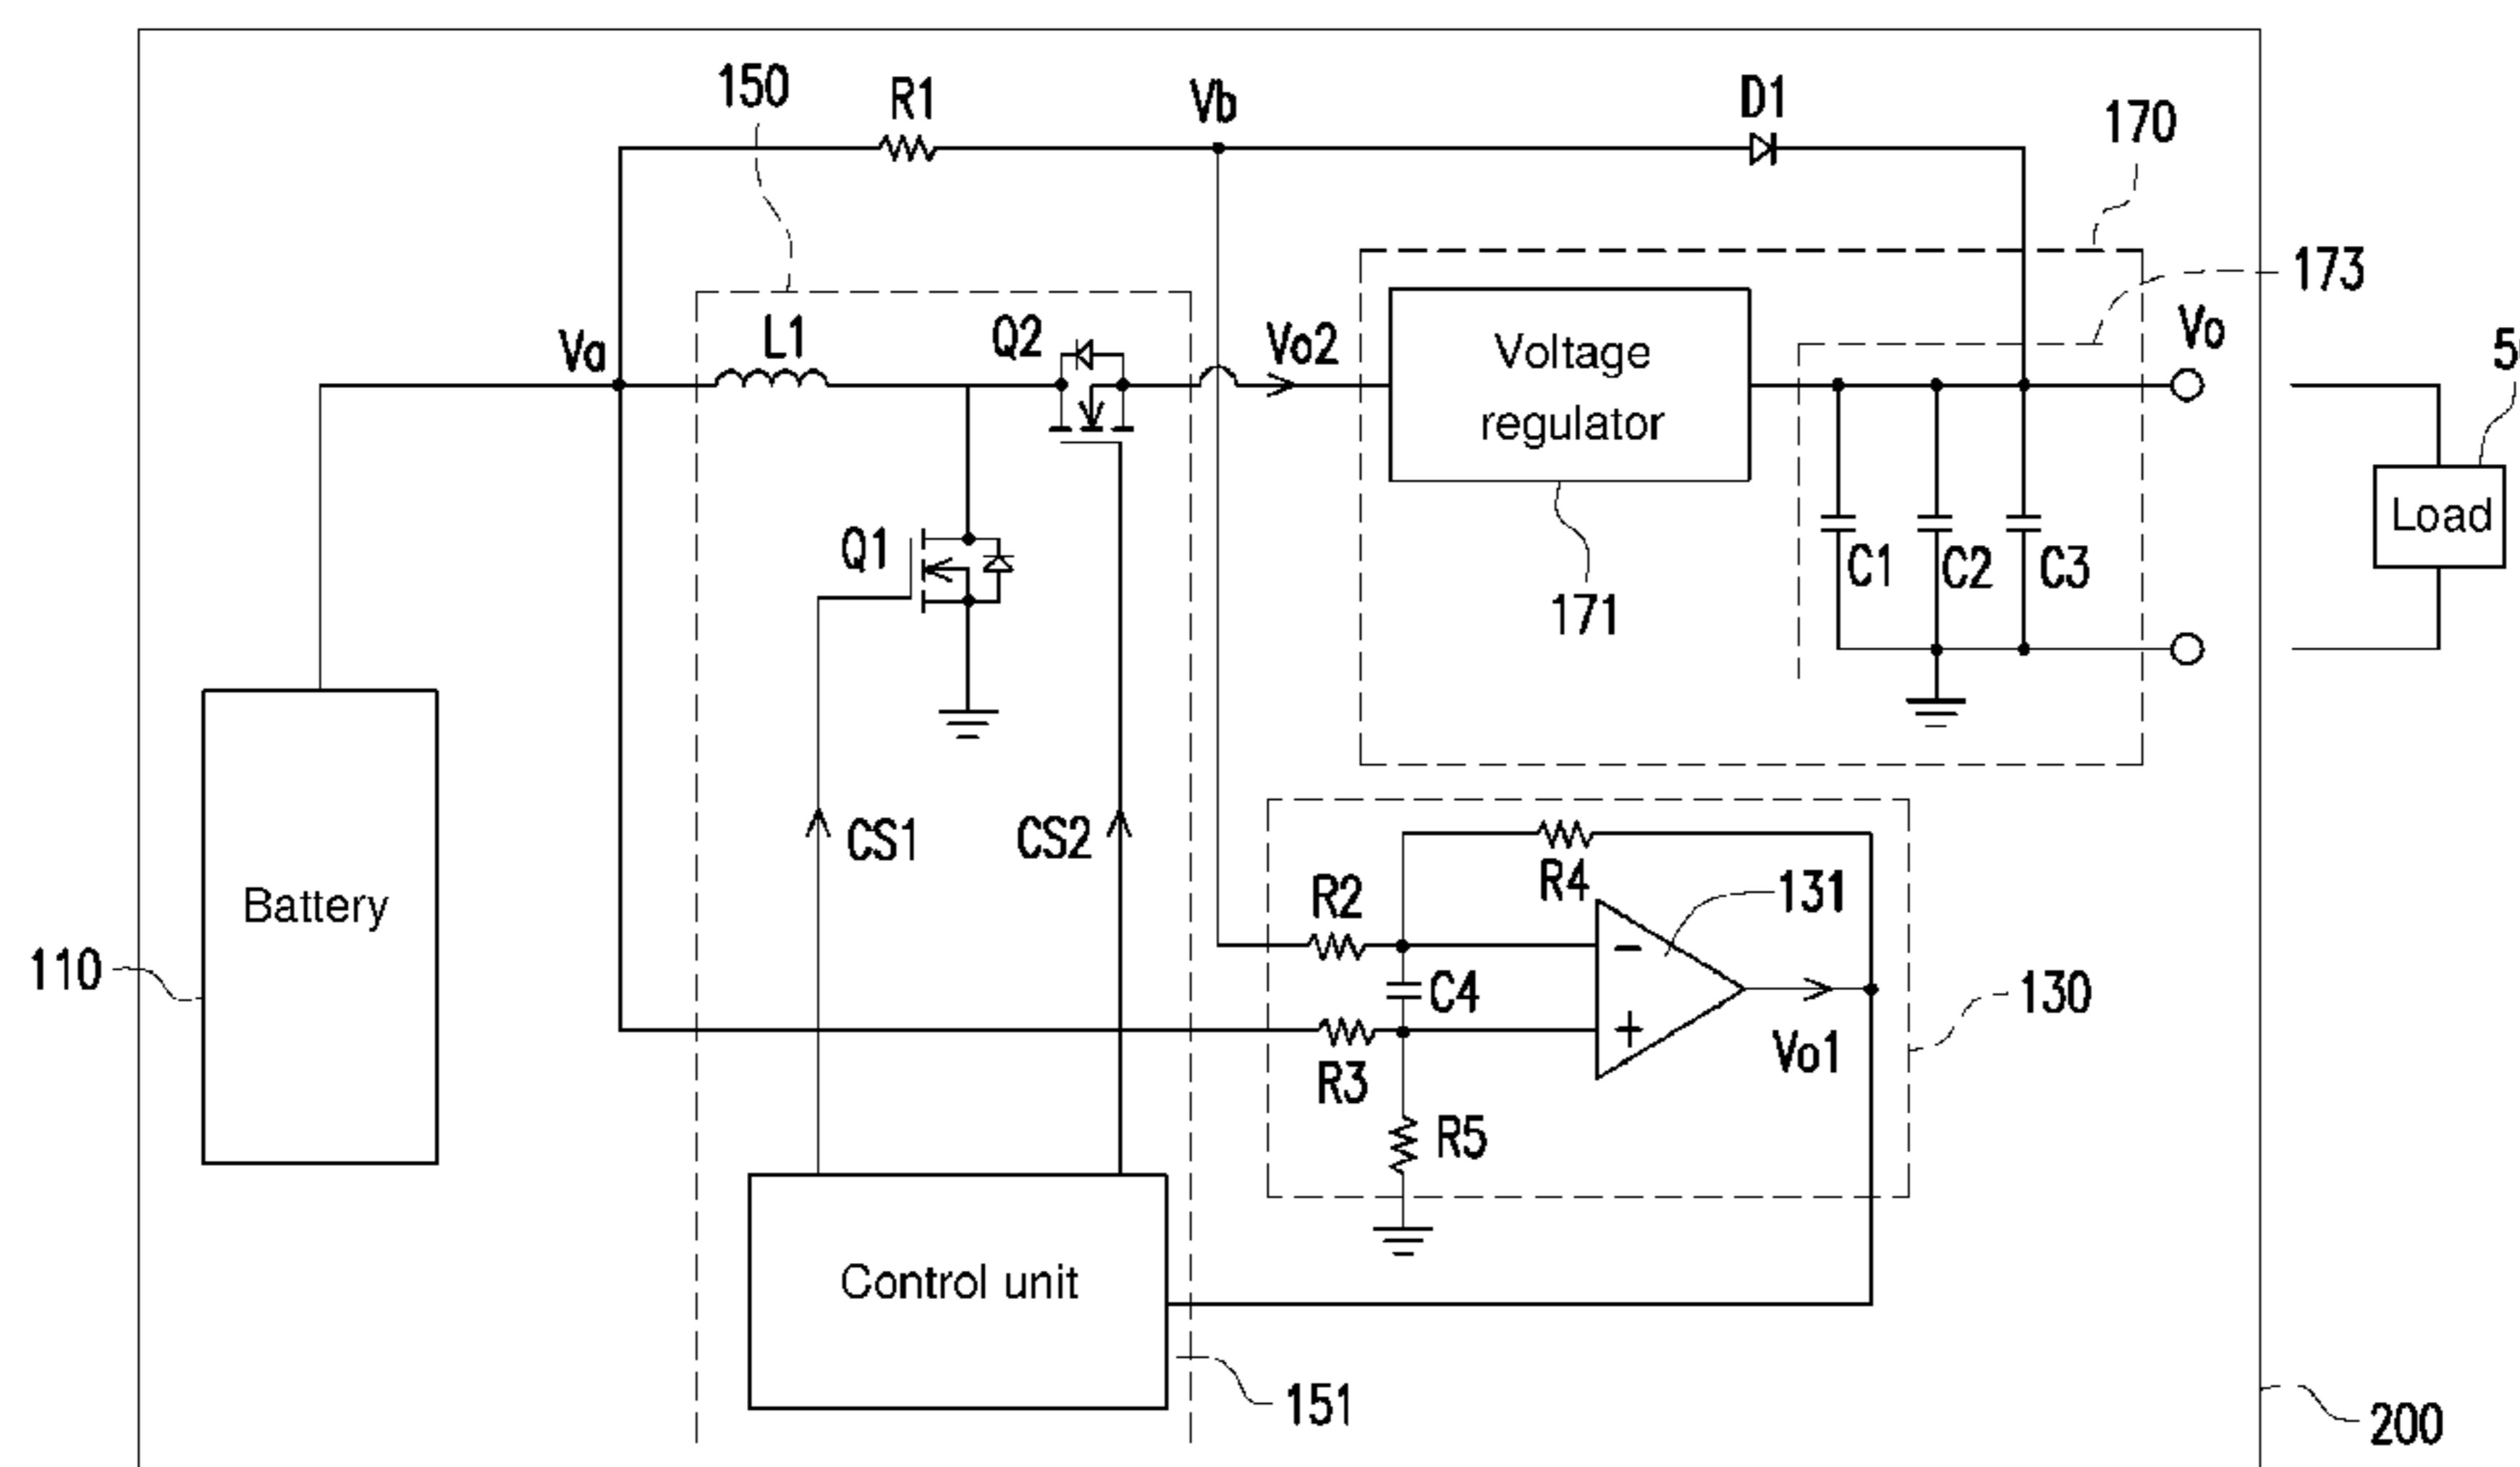 150
R1
Vb
D1
170
173
Va
L1
Q2
Vo2
Voltage
regulator
Vo
Load
Q1
171
C1
C2
C3
CS1
CS2
Battery
R4
131
R2
110
C4
130
R3
Vo1
R5
Control unit
151
200